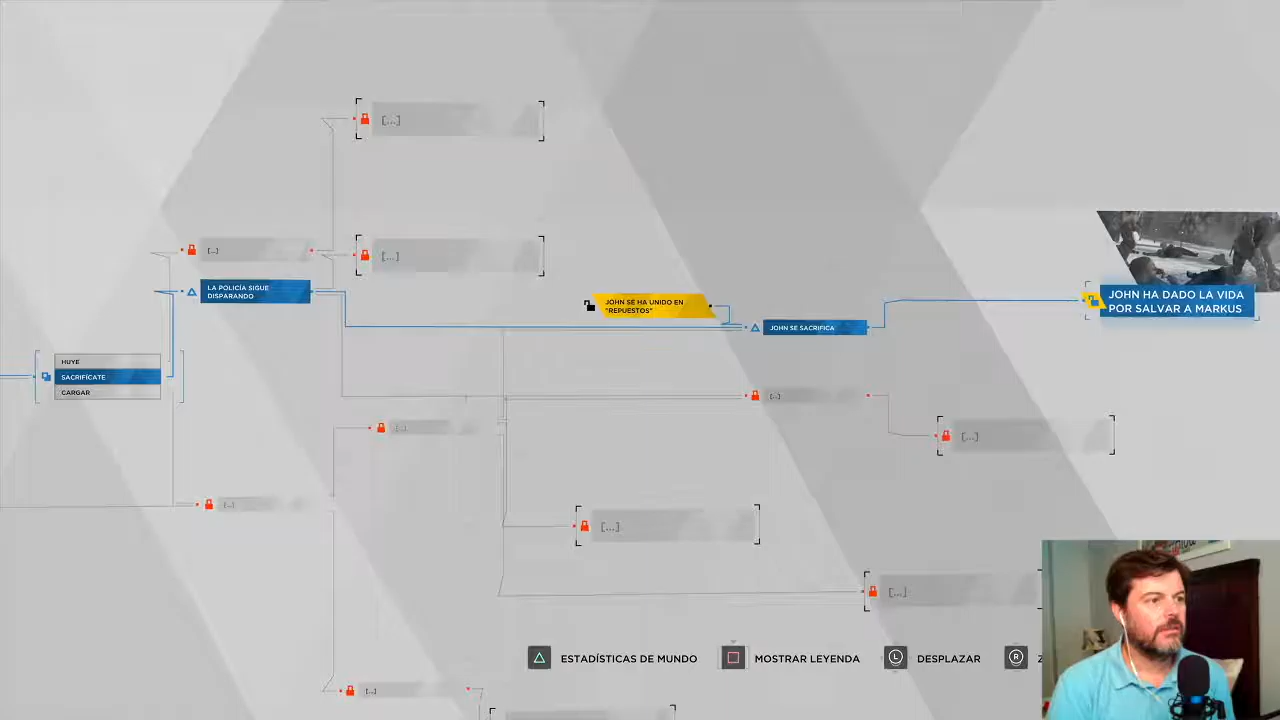 [...]
[...]
[...]
LA POLICÍA SIGUE
DISPARANDO
JOHN SE HA UNIDO EN
"REPUESTOS"
JOHN SE SACRIFICA
JOHN HA DADO LA VIDA
POR SALVAR A MARKUS
HUYE
SACRIFÍCATE
CARGAR
[...]
[...]
[...]
[...]
[...]
[...]
[...]
ESTADÍSTICAS DE MUNDO
MOSTRAR LEYENDA
L
DESPLAZAR
R